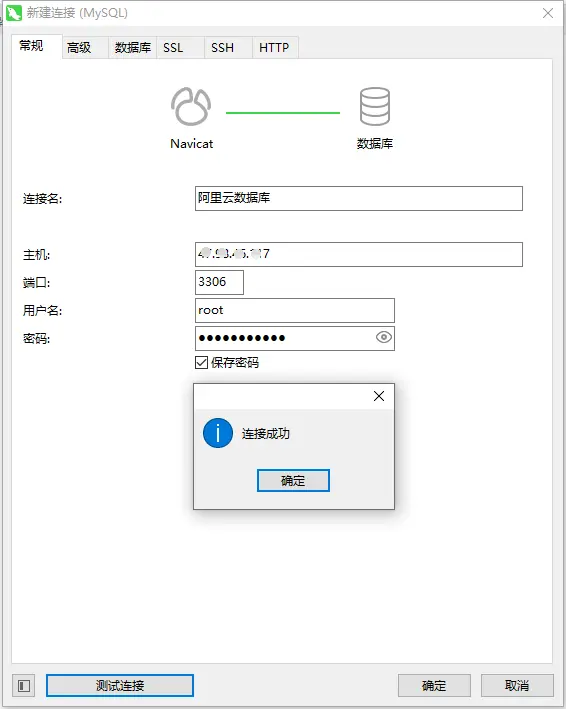 新建连接 (MySQL)
常规 高级 数据库 SSL SSH HTTP
Navicat 数据库
连接名: 阿里云数据库
主机:
端口: 3306
用户名: root
密码: ●●●●●●●●●●●
保存密码
连接成功
确定
测试连接 确定 取消